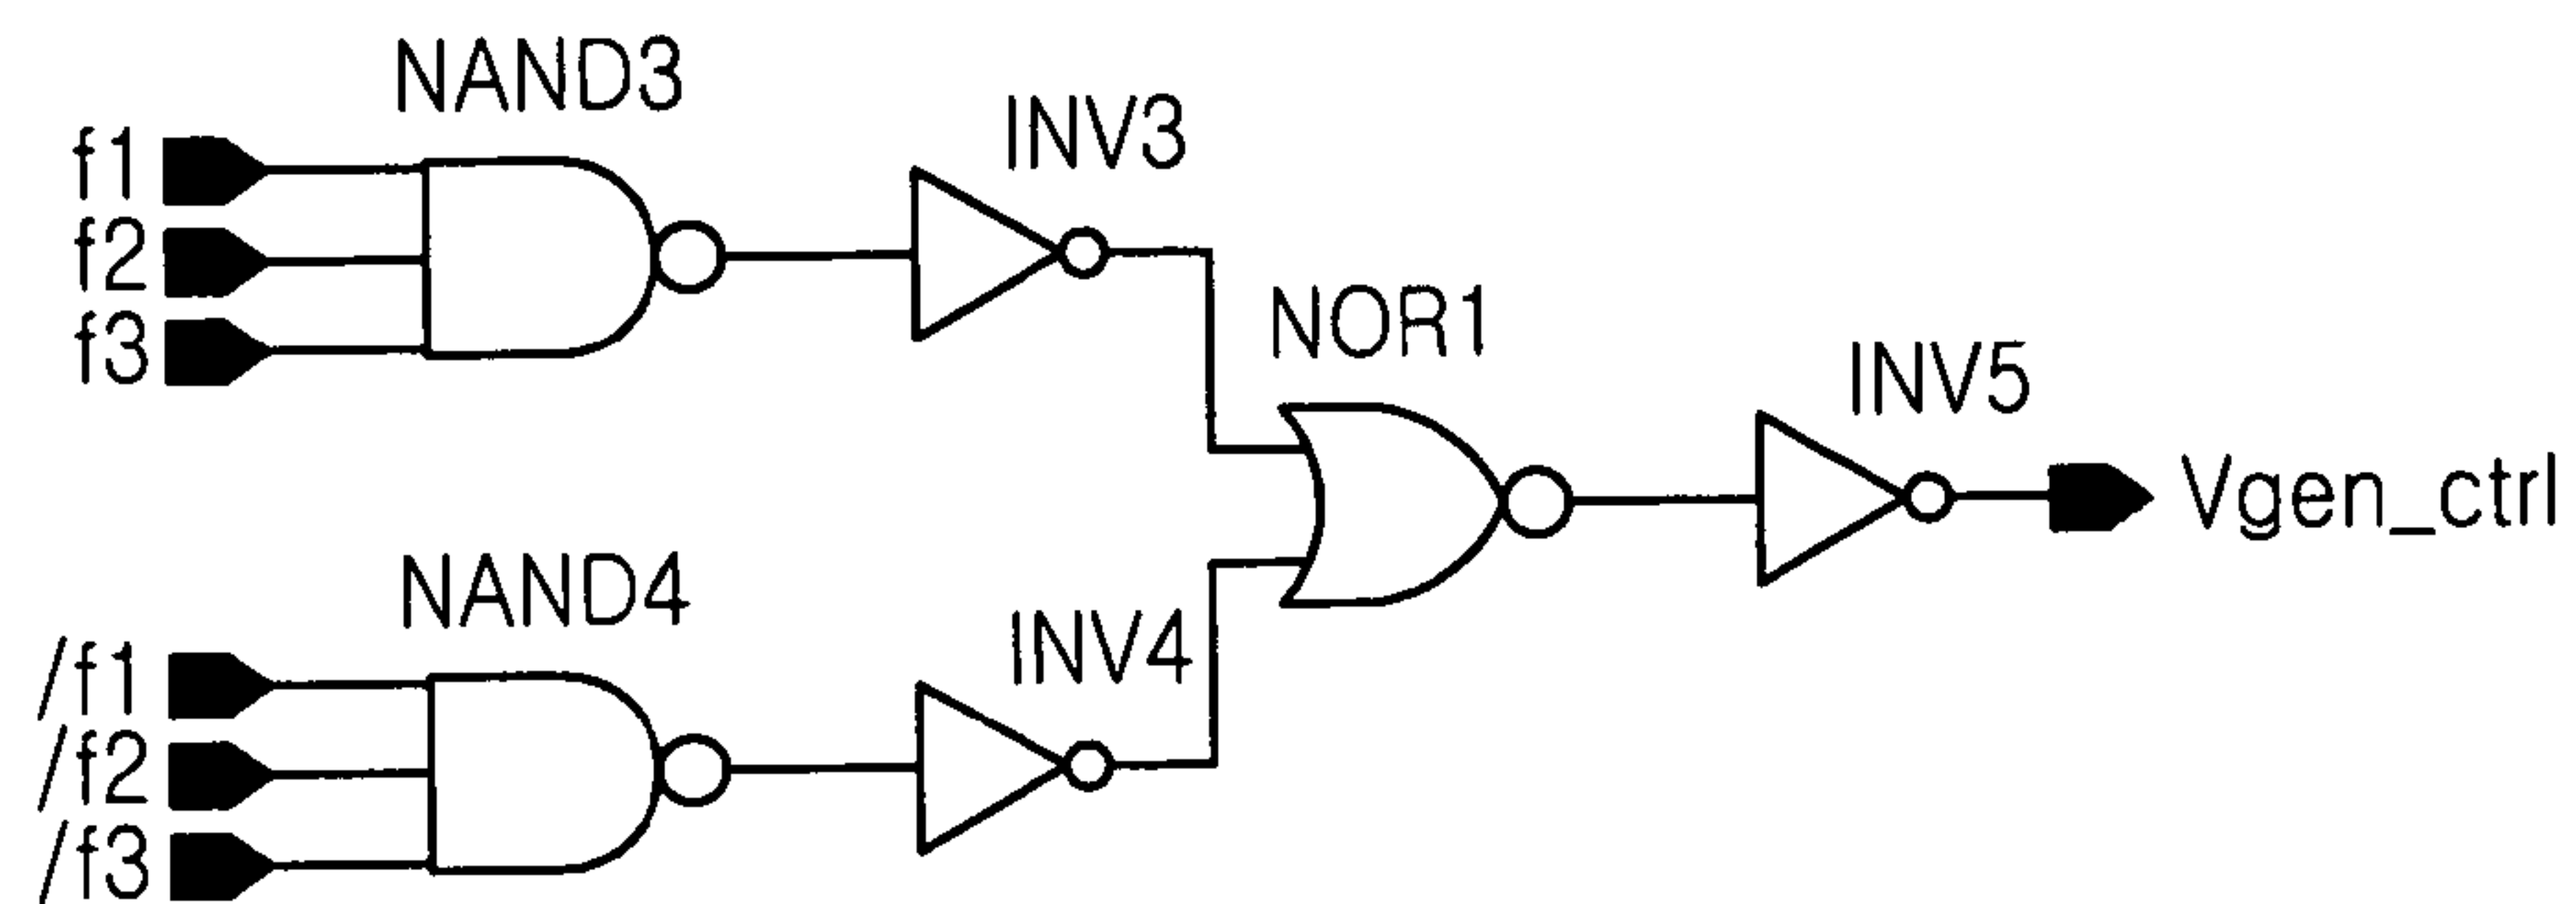 NAND3
INV3
f1
f2
f3
NOR1
INV5
Vgen_ctrl
NAND4
INV4
/f1
/f2
/f3